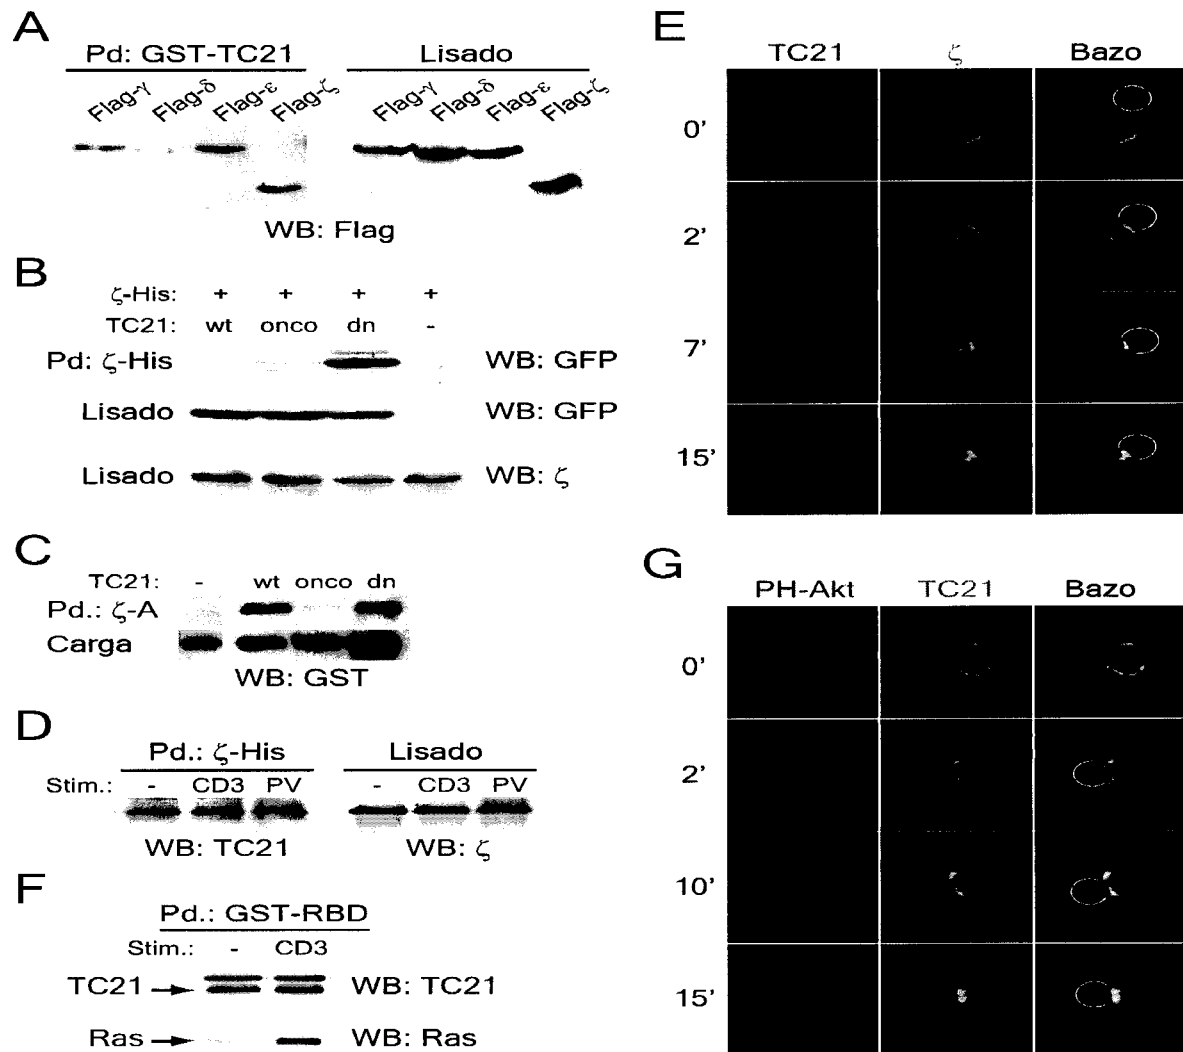 A
Pd: GST-TC21 Lisado
Flag-γ Flag-δ Flag-ε Flag-ζ Flag-γ Flag-δ Flag-ε Flag-ζ
WB: Flag
B
ζ-His: + + + +
TC21: wt onco dn -
Pd: ζ-His WB: GFP
Lisado WB: GFP
Lisado WB: ζ
C
TC21: - wt onco dn
Pd.: ζ-A
Carga
WB: GST
D
Pd.: ζ-His Lisado
Stim.: - CD3 PV - CD3 PV
WB: TC21 WB: ζ
F
Pd.: GST-RBD
Stim.: - CD3
TC21 WB: TC21
Ras WB: Ras
E
TC21 ζ Bazo
0'
2'
7'
15'
G
PH-Akt TC21 Bazo
0'
2'
10'
15'